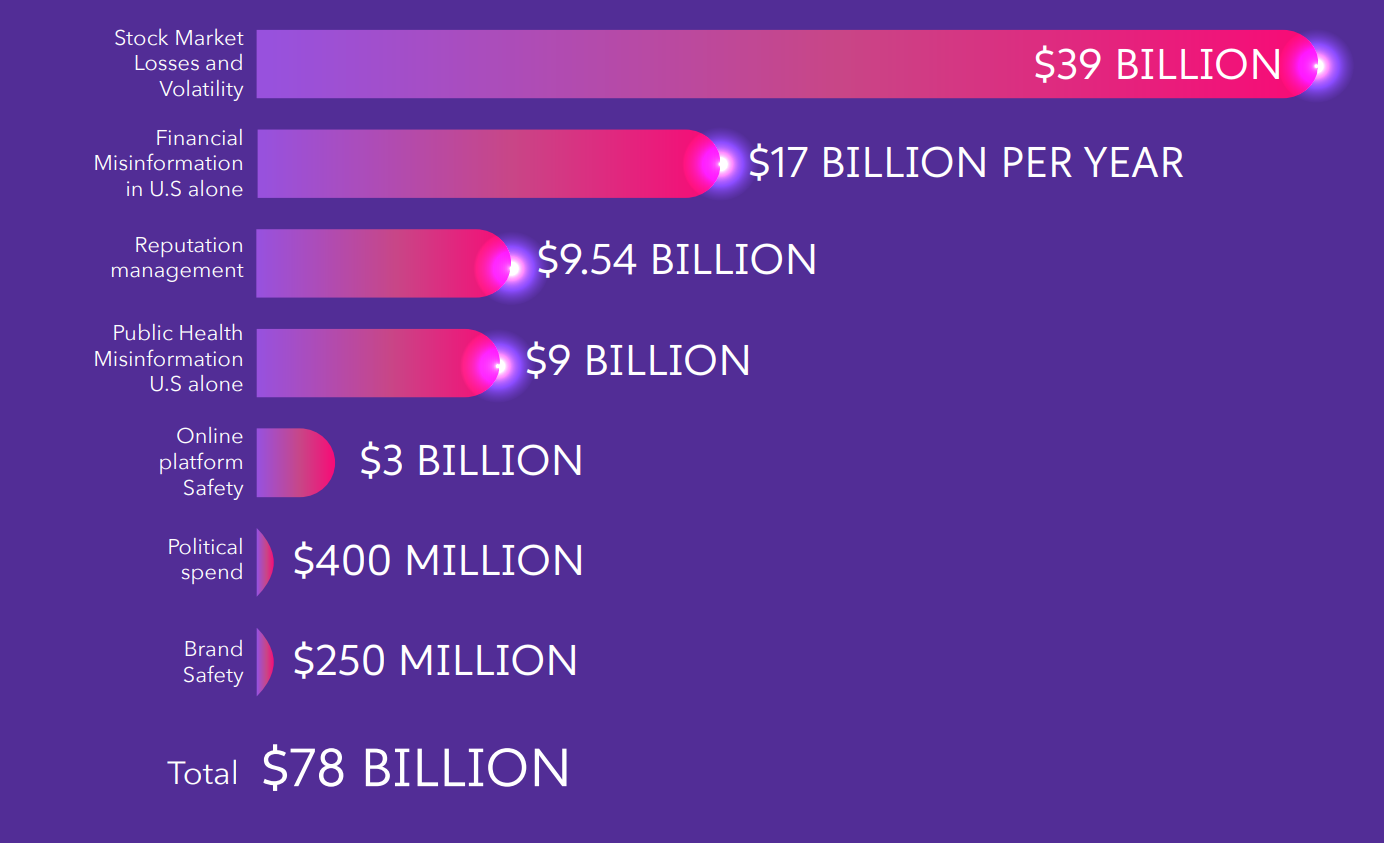 Stock Market
Losses and
Volatility
$39 BILLION
Financial
Misinformation
in U.S alone
$17 BILLION PER YEAR
Reputation
management
$9.54 BILLION
Public Health
Misinformation
U.S alone
$9 BILLION
Online
platform
Safety
$3 BILLION
Political
spend
$400 MILLION
Brand
Safety
$250 MILLION
Total $78 BILLION